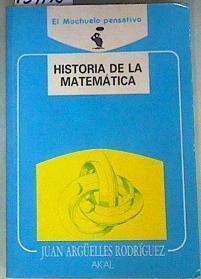 El Mochuelo pensativo
HISTORIA DE LA
MATEMÁTICA
JUAN ARGÜELLES RODRÍGUEZ
AKAL